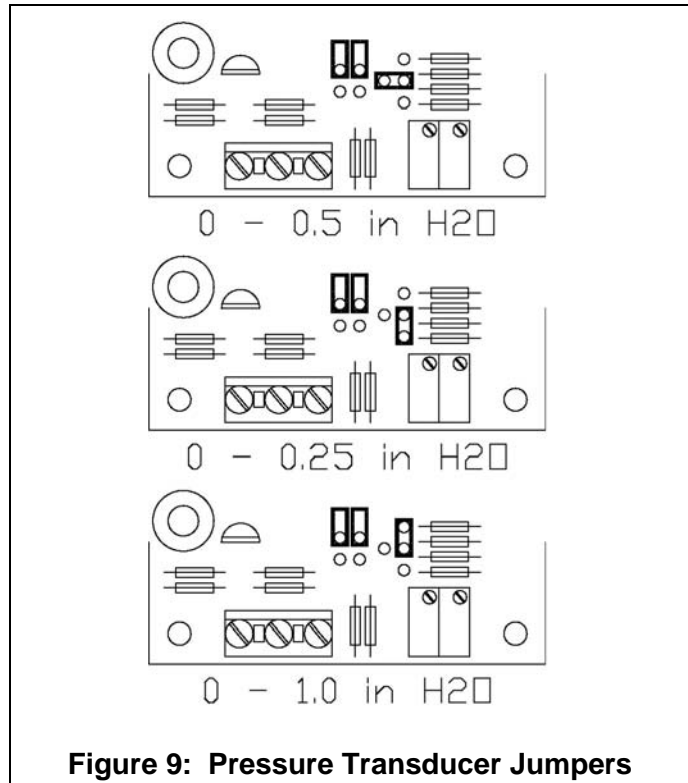 0 - 0.5 in H2O
0 - 0.25 in H2O
0 - 1.0 in H2O
Figure 9: Pressure Transducer Jumpers